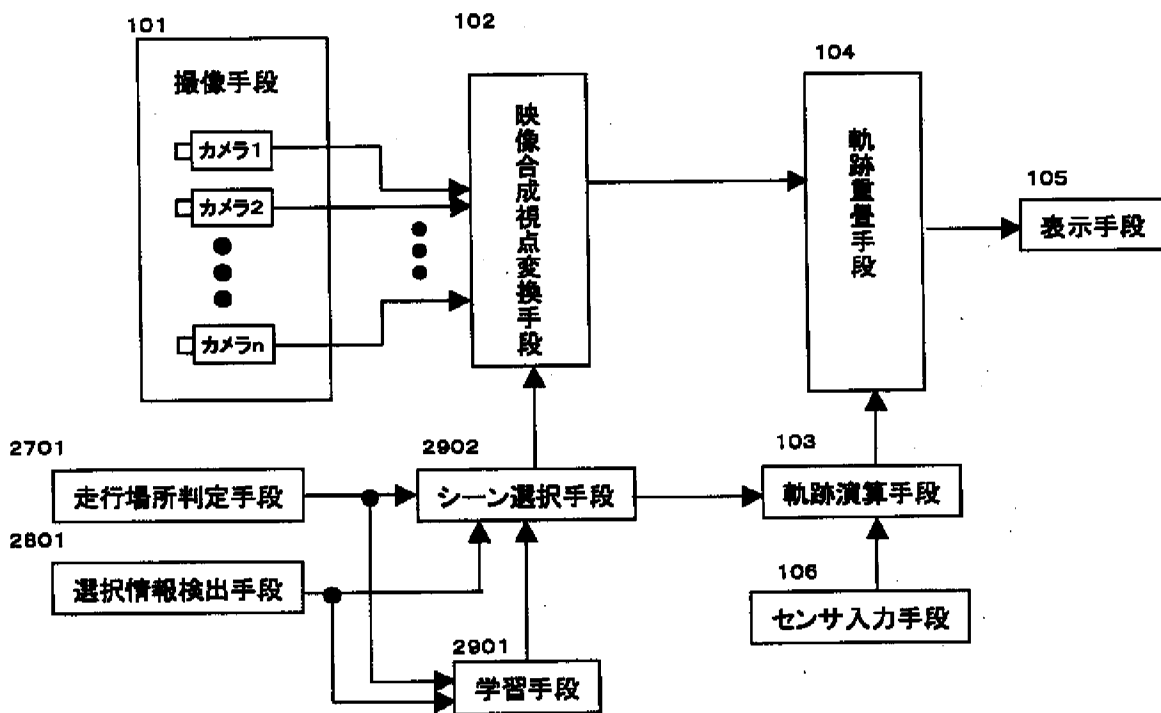 101
撮像手段
カメラ1
カメラ2
カメラn
102
映像合成視点変換手段
104
軌跡重畳手段
105
表示手段
2701
走行場所判定手段
2801
選択情報検出手段
2902
シーン選択手段
2901
学習手段
103
軌跡演算手段
106
センサ入力手段